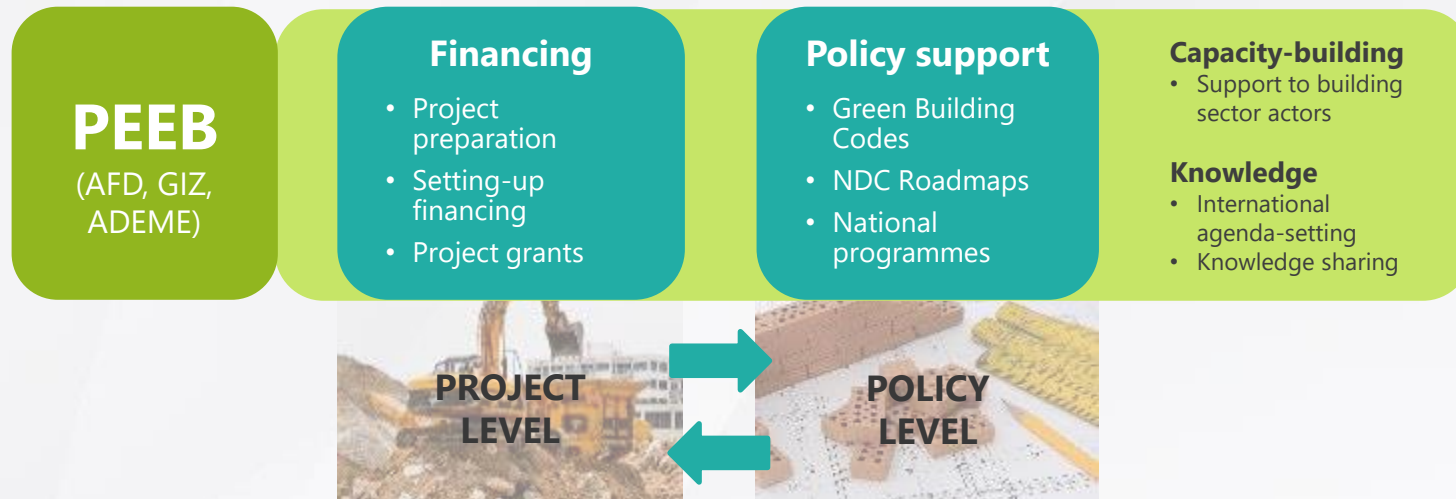 PEEB
(AFD, GIZ,
ADEME)
Financing
• Project
preparation
• Setting-up
financing
• Project grants
Policy support
• Green Building
Codes
• NDC Roadmaps
• National
programmes
Capacity-building
• Support to building
sector actors
Knowledge
• International
agenda-setting
• Knowledge sharing
PROJECT
LEVEL
POLICY
LEVEL